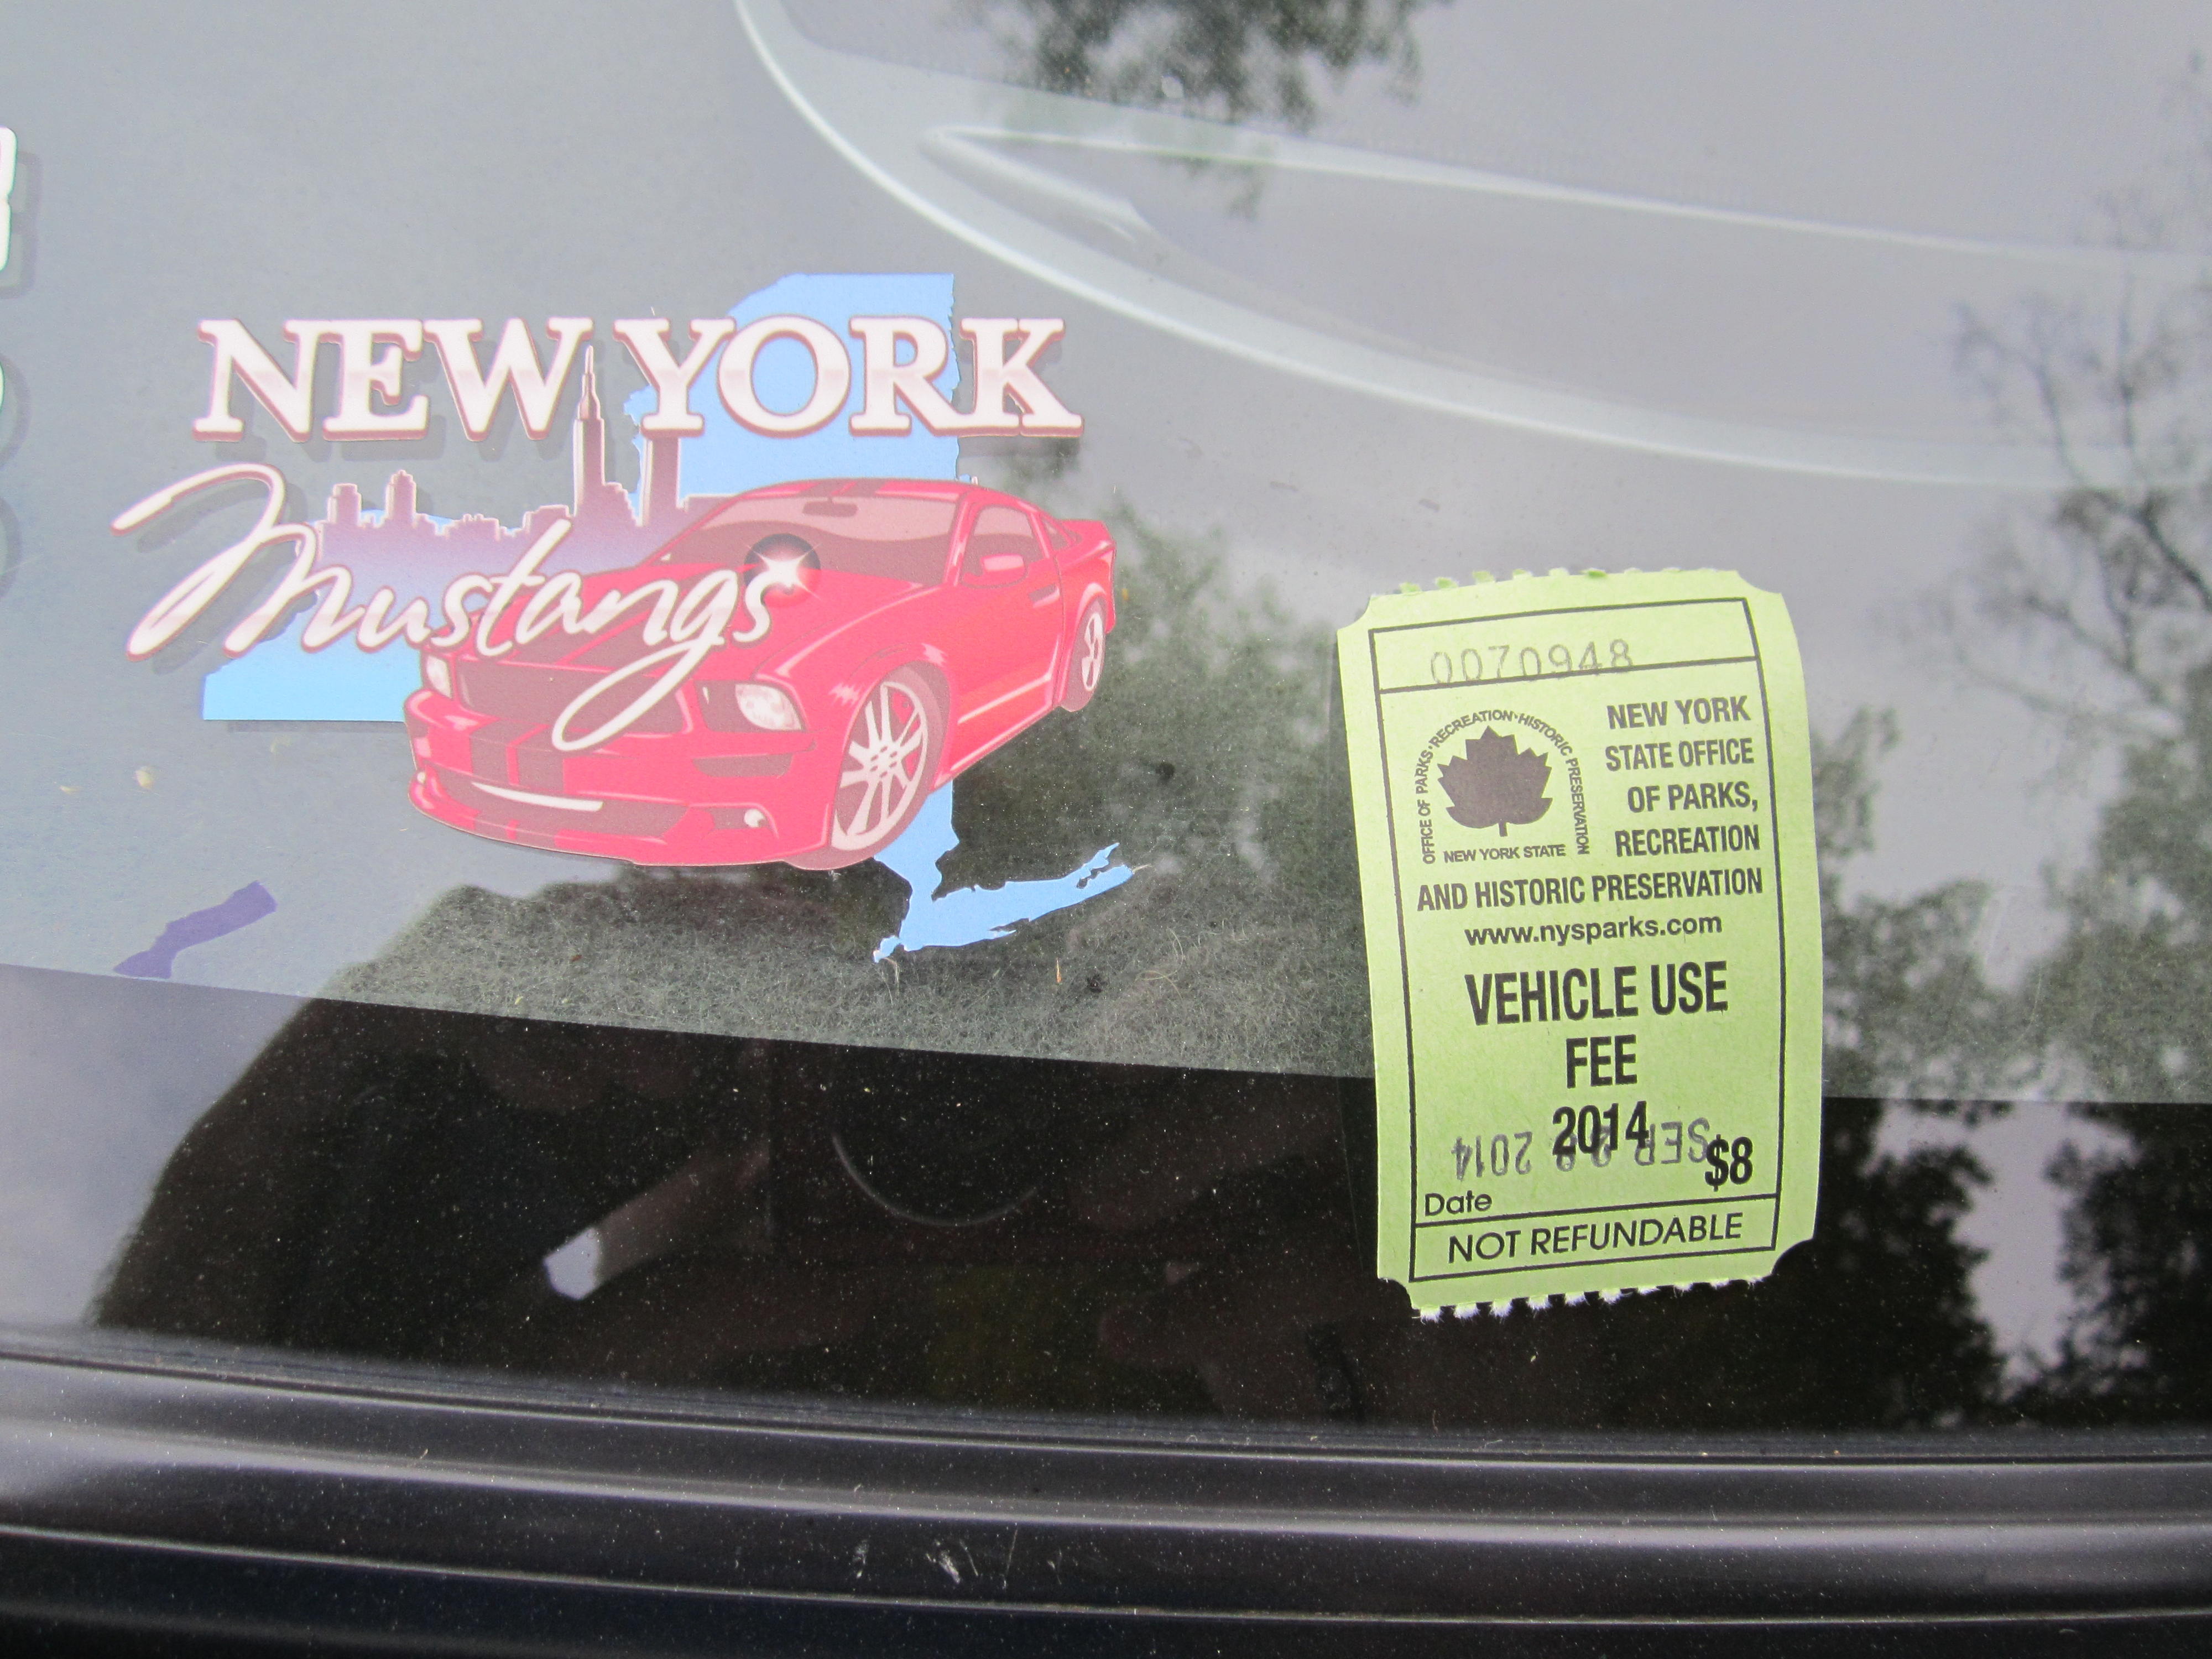 NEW YORK
Mustangs
0070948
OFFICE OF PARKS·RECREATION·HISTORIC PRESERVATION
NEW YORK STATE
NEW YORK
STATE OFFICE
OF PARKS,
RECREATION
AND HISTORIC PRESERVATION
www.nysparks.com
VEHICLE USE
FEE
2014
SEP 2014
$8
Date
NOT REFUNDABLE